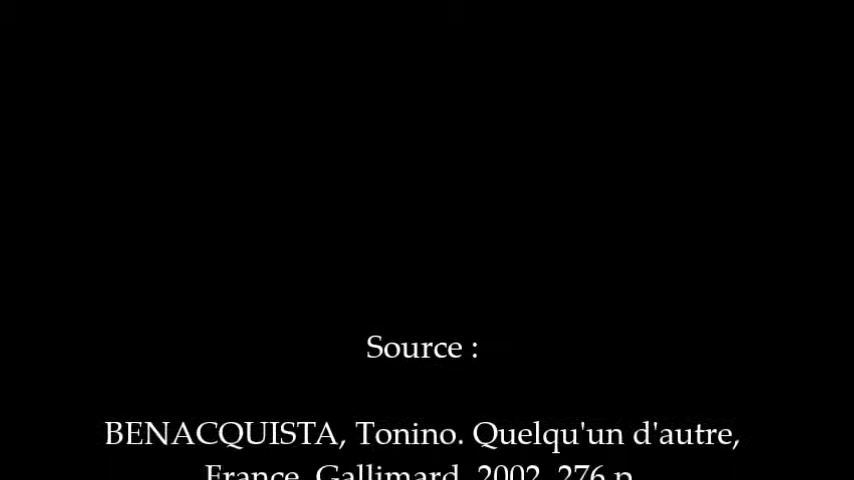 Source :
BENACQUISTA, Tonino. Quelqu'un d'autre,
France, Gallimard, 2002, 276 p.